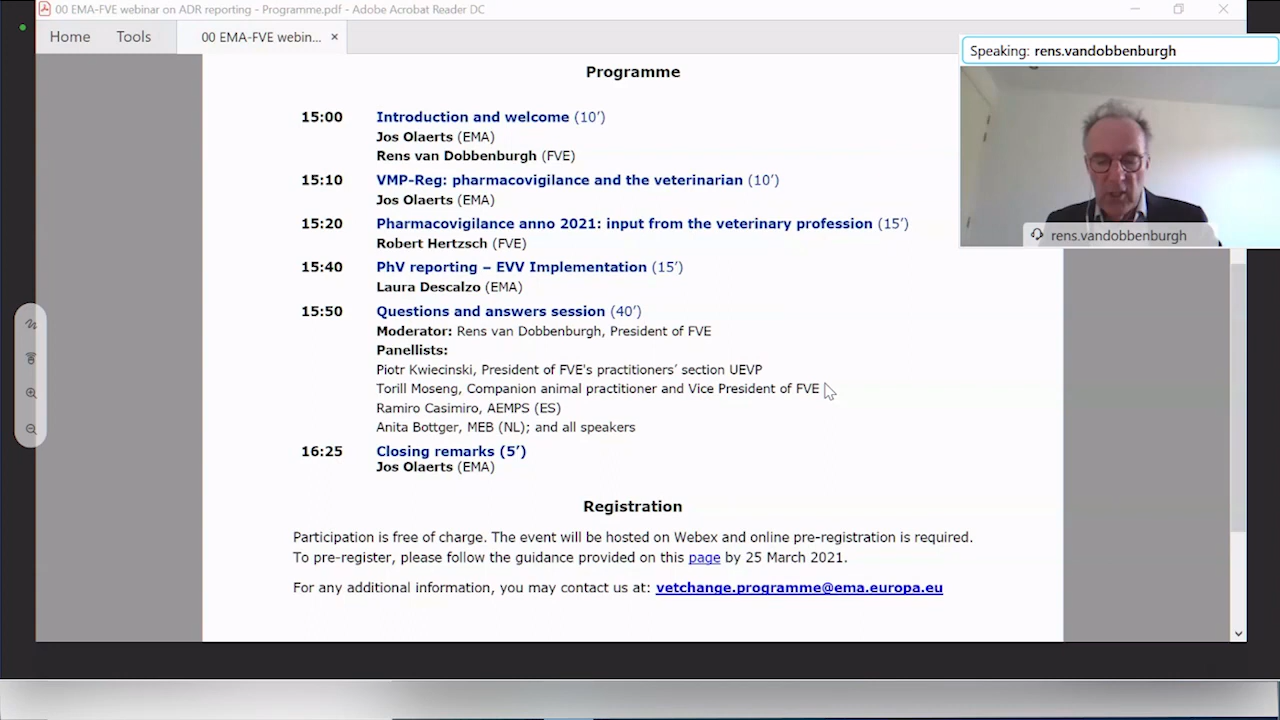 00 EMA-FVE webinar on ADR reporting - Programme.pdf - Adobe Acrobat Reader DC
Home Tools 00 EMA-FVE webin... ×
Speaking: rens.vandobbenburgh
rens.vandobbenburgh
Programme
15:00 Introduction and welcome (10’)
Jos Olaerts (EMA)
Rens van Dobbenburgh (FVE)
15:10 VMP-Reg: pharmacovigilance and the veterinarian (10’)
Jos Olaerts (EMA)
15:20 Pharmacovigilance anno 2021: input from the veterinary profession (15’)
Robert Hertzsch (FVE)
15:40 PhV reporting – EVV Implementation (15’)
Laura Descalzo (EMA)
15:50 Questions and answers session (40’)
Moderator: Rens van Dobbenburgh, President of FVE
Panellists:
Piotr Kwiecinski, President of FVE’s practitioners’ section UEVP
Torill Moseng, Companion animal practitioner and Vice President of FVE
Ramiro Casimiro, AEMPS (ES)
Anita Bottger, MEB (NL); and all speakers
16:25 Closing remarks (5’)
Jos Olaerts (EMA)
Registration
Participation is free of charge. The event will be hosted on Webex and online pre-registration is required.
To pre-register, please follow the guidance provided on this page by 25 March 2021.
For any additional information, you may contact us at: vetchange.programme@ema.europa.eu